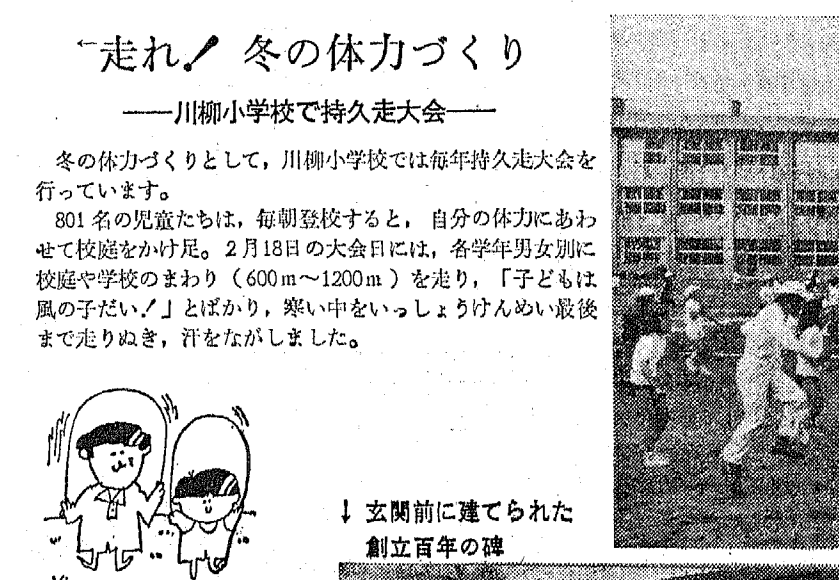 ←走れ！ 冬の体力づくり
——川柳小学校で持久走大会——
冬の体力づくりとして，川柳小学校では毎年持久走大会を
行っています。
801名の児童たちは，毎朝登校すると，自分の体力にあわ
せて校庭をかけ足。2月18日の大会日には，各学年男女別に
校庭や学校のまわり（600m～1200m）を走り，「子どもは
風の子だい！」とばかり，寒い中をいっしょうけんめい最後
まで走りぬき，汗をながしました。
↓ 玄関前に建てられた
創立百年の碑